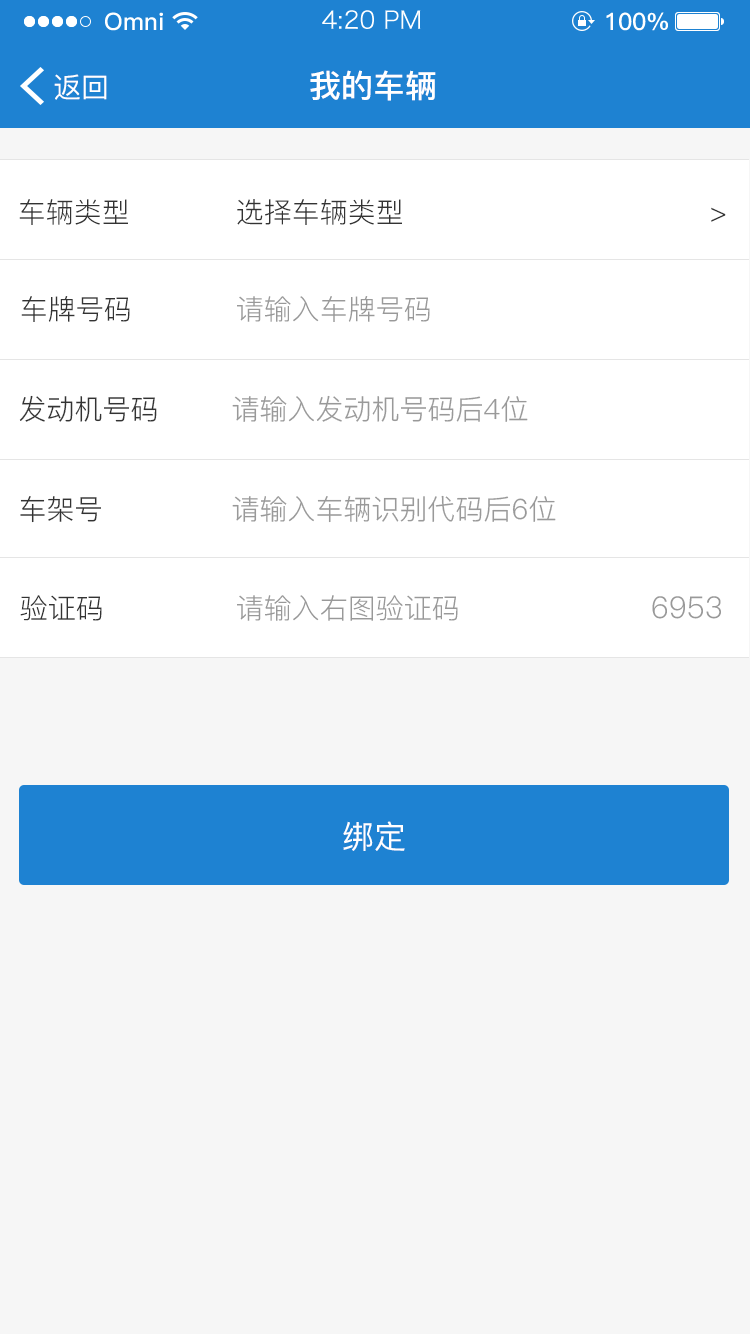 Omni 4:20 PM 100%
返回 我的车辆
车辆类型 选择车辆类型 >
车牌号码 请输入车牌号码
发动机号码 请输入发动机号码后4位
车架号 请输入车辆识别代码后6位
验证码 请输入右图验证码 6953
绑定